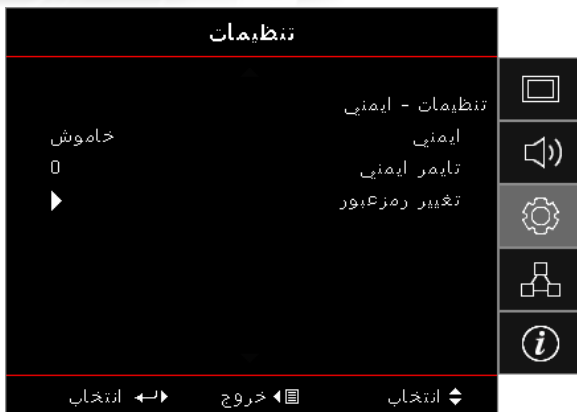 تنظیمات
تنظیمات - ایمنی
ایمنی خاموش
تایمر ایمنی 0
تغییر رمزعبور
انتخاب خروج انتخاب